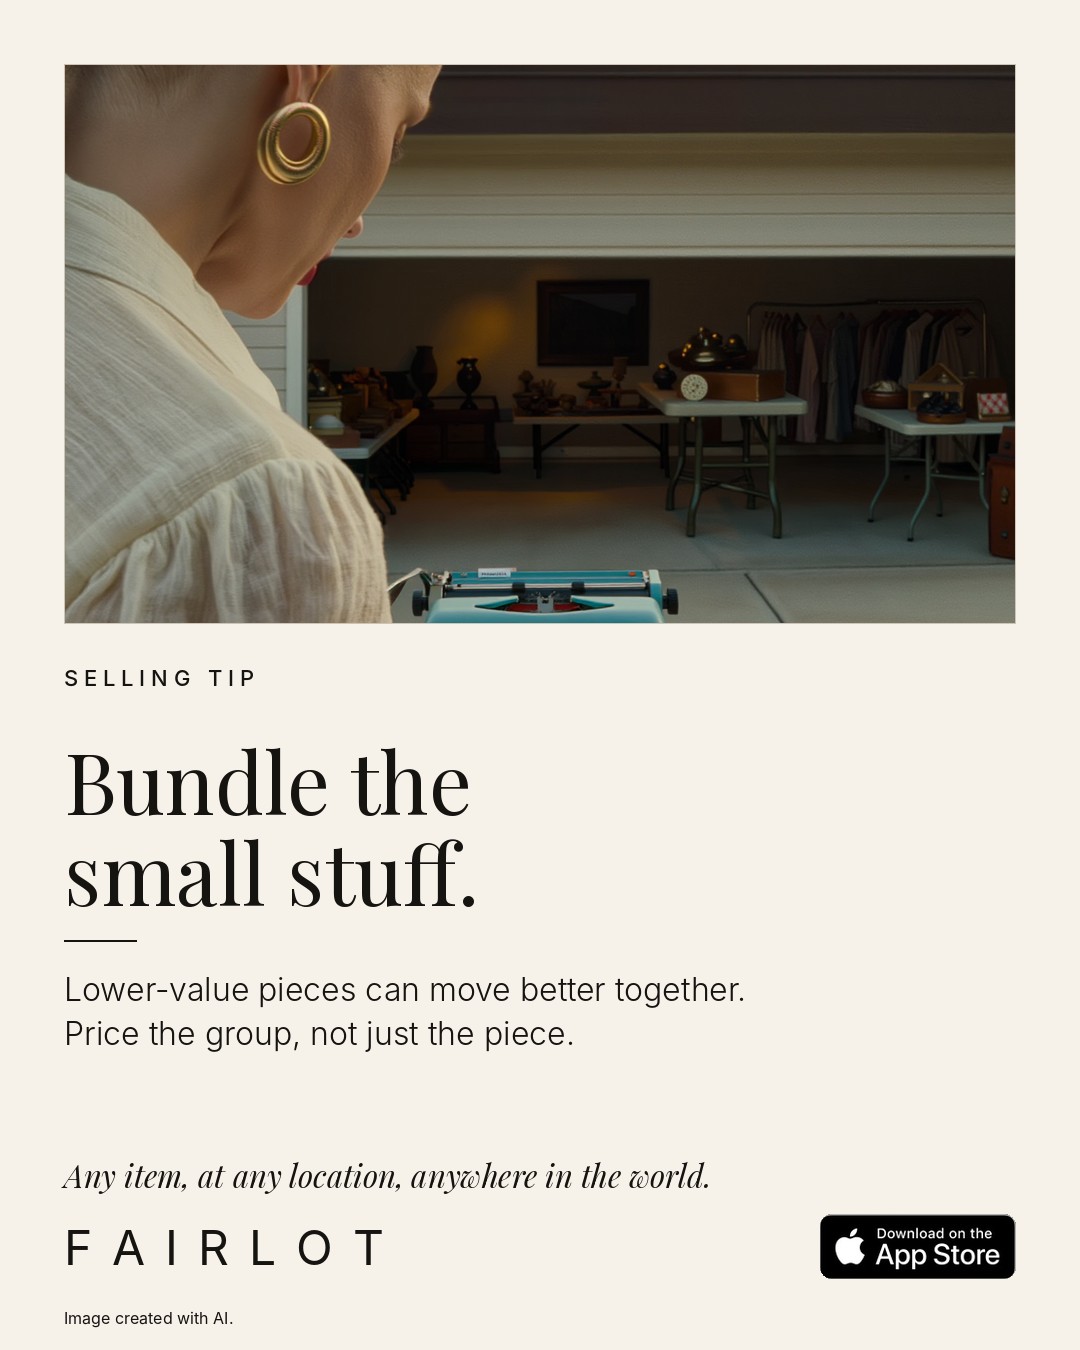 SELLING TIP
Bundle the
small stuff.
Lower-value pieces can move better together.
Price the group, not just the piece.
Any item, at any location, anywhere in the world.
FAIRLOT
Download on the
App Store
Image created with AI.